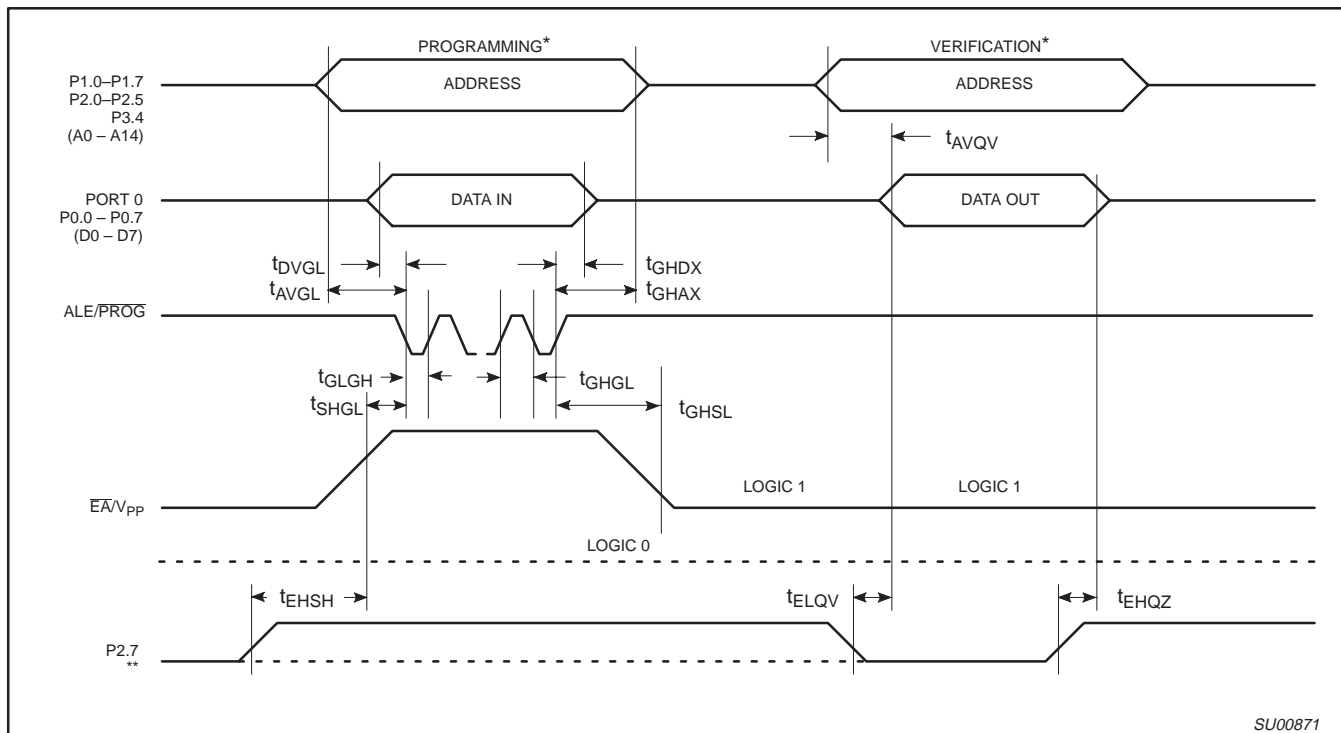 PROGRAMMING*
VERIFICATION*
P1.0–P1.7
P2.0–P2.5
P3.4
(A0 – A14)
ADDRESS
ADDRESS
tAVQV
PORT 0
P0.0 – P0.7
(D0 – D7)
DATA IN
DATA OUT
tDVGL
tGHDX
tAVGL
tGHAX
ALE/PROG
tGLGH
tGHGL
tSHGL
tGHSL
EA/VPP
LOGIC 1
LOGIC 1
LOGIC 0
tEHSH
tELQV
tEHQZ
P2.7
**
SU00871